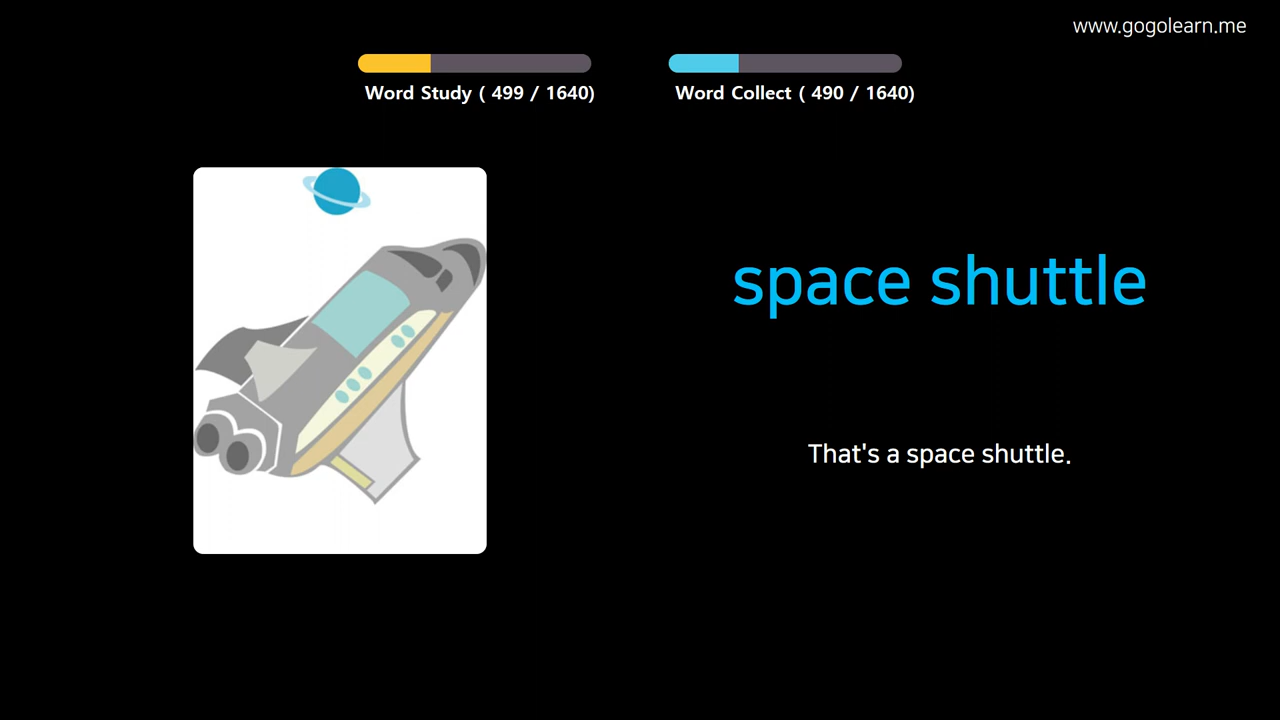 www.gogolearn.me
Word Study ( 499 / 1640)
Word Collect ( 490 / 1640)
space shuttle
That's a space shuttle.